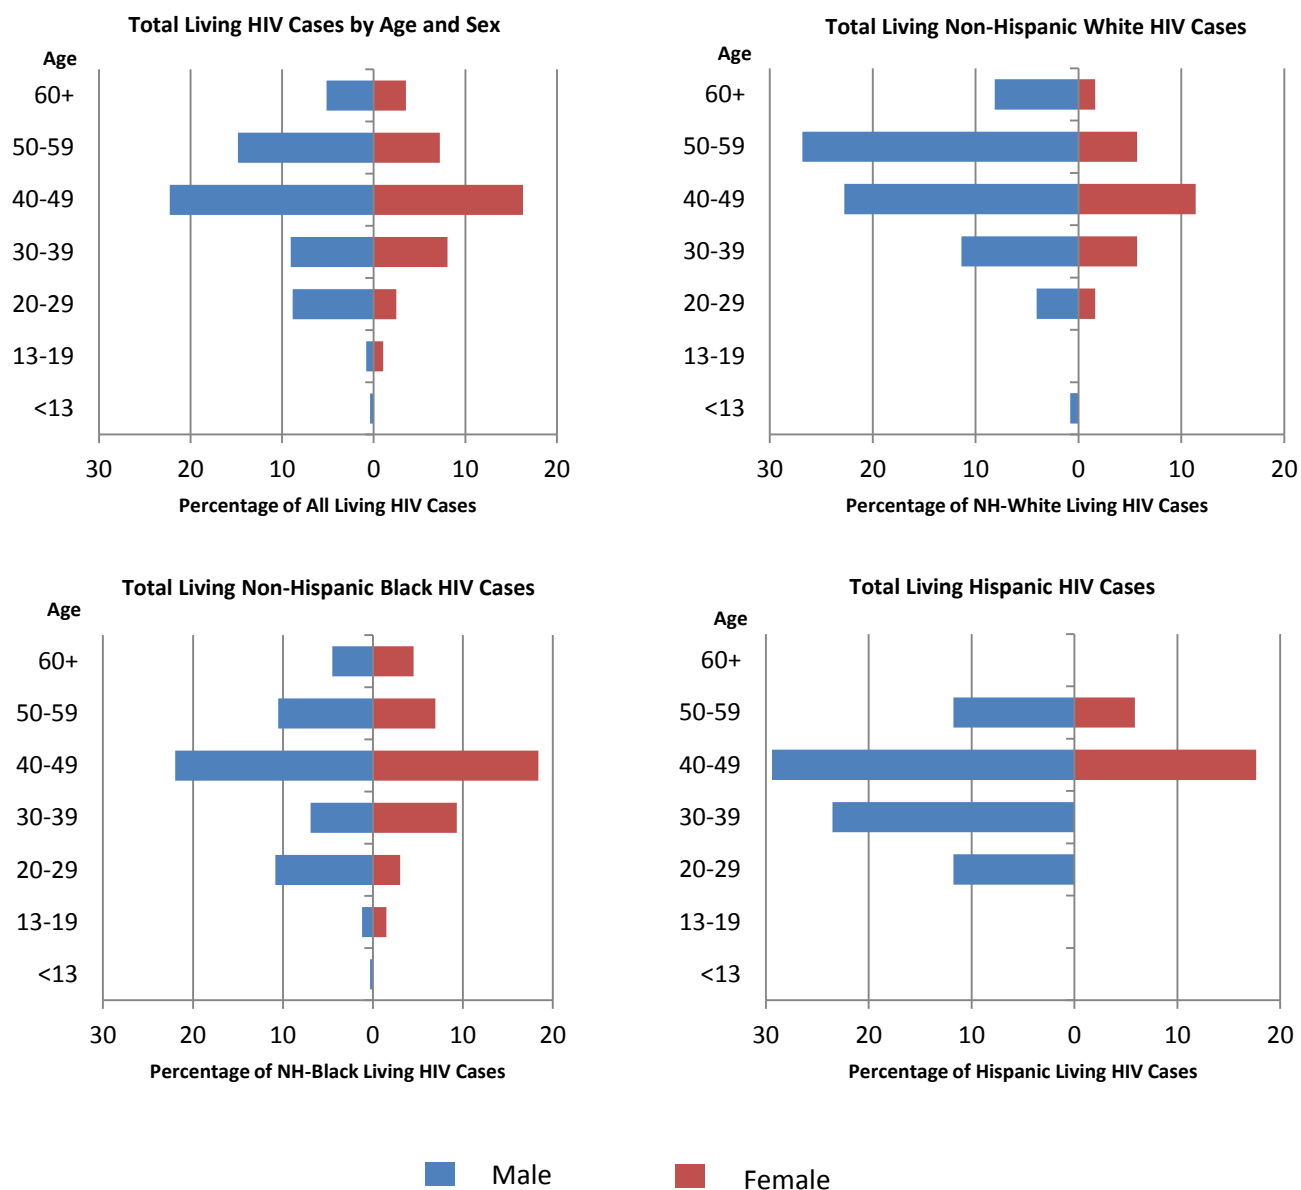 Total Living HIV Cases by Age and Sex
Age
60+
50-59
40-49
30-39
20-29
13-19
<13
30 20 10 0 10 20
Percentage of All Living HIV Cases
Total Living Non-Hispanic White HIV Cases
Age
60+
50-59
40-49
30-39
20-29
13-19
<13
30 20 10 0 10 20
Percentage of NH-White Living HIV Cases
Total Living Non-Hispanic Black HIV Cases
Age
60+
50-59
40-49
30-39
20-29
13-19
<13
30 20 10 0 10 20
Percentage of NH-Black Living HIV Cases
Total Living Hispanic HIV Cases
Age
60+
50-59
40-49
30-39
20-29
13-19
<13
30 20 10 0 10 20
Percentage of Hispanic Living HIV Cases
Male Female